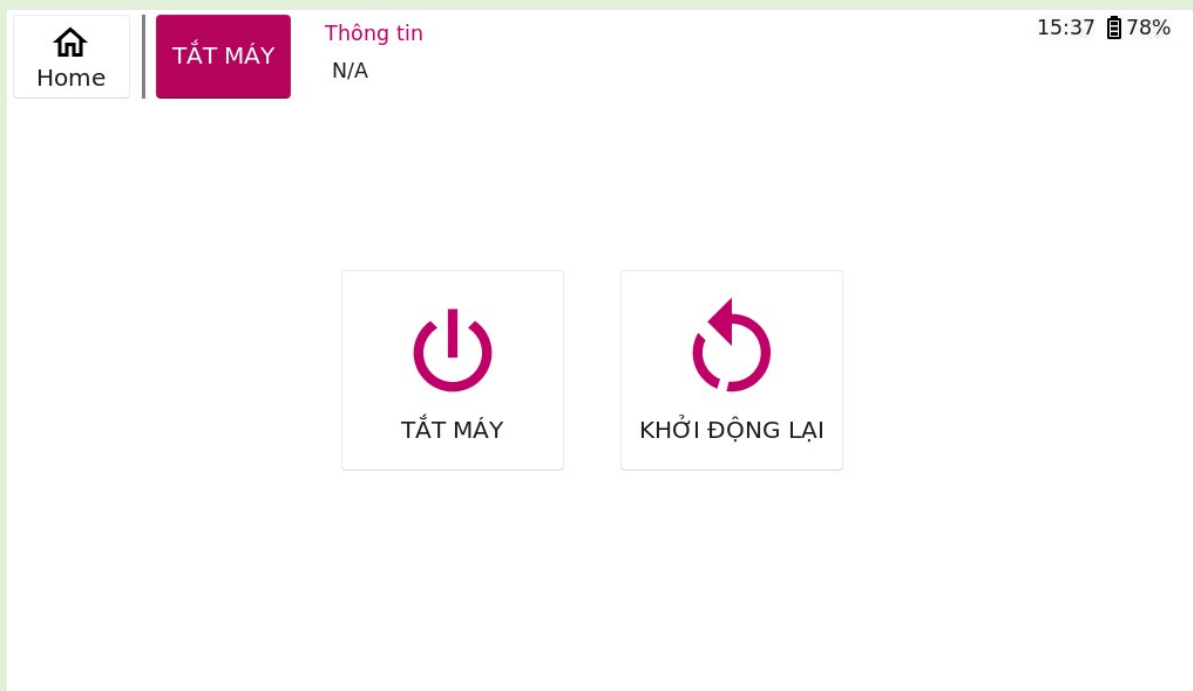 Home
TẮT MÁY
Thông tin
N/A
15:37 78%
TẮT MÁY
KHỞI ĐỘNG LẠI